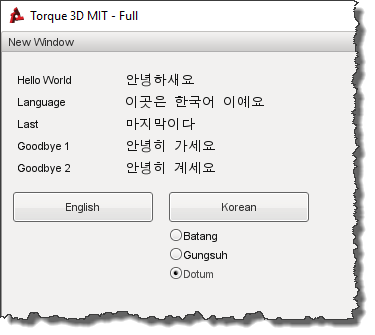 Torque 3D MIT - Full
New Window
Hello World 안녕하새요
Language 이곳은 한국어 이예요
Last 마지막이다
Goodbye 1 안녕히 가세요
Goodbye 2 안녕히 계세요
English Korean
Batang
Gungsuh
Dotum